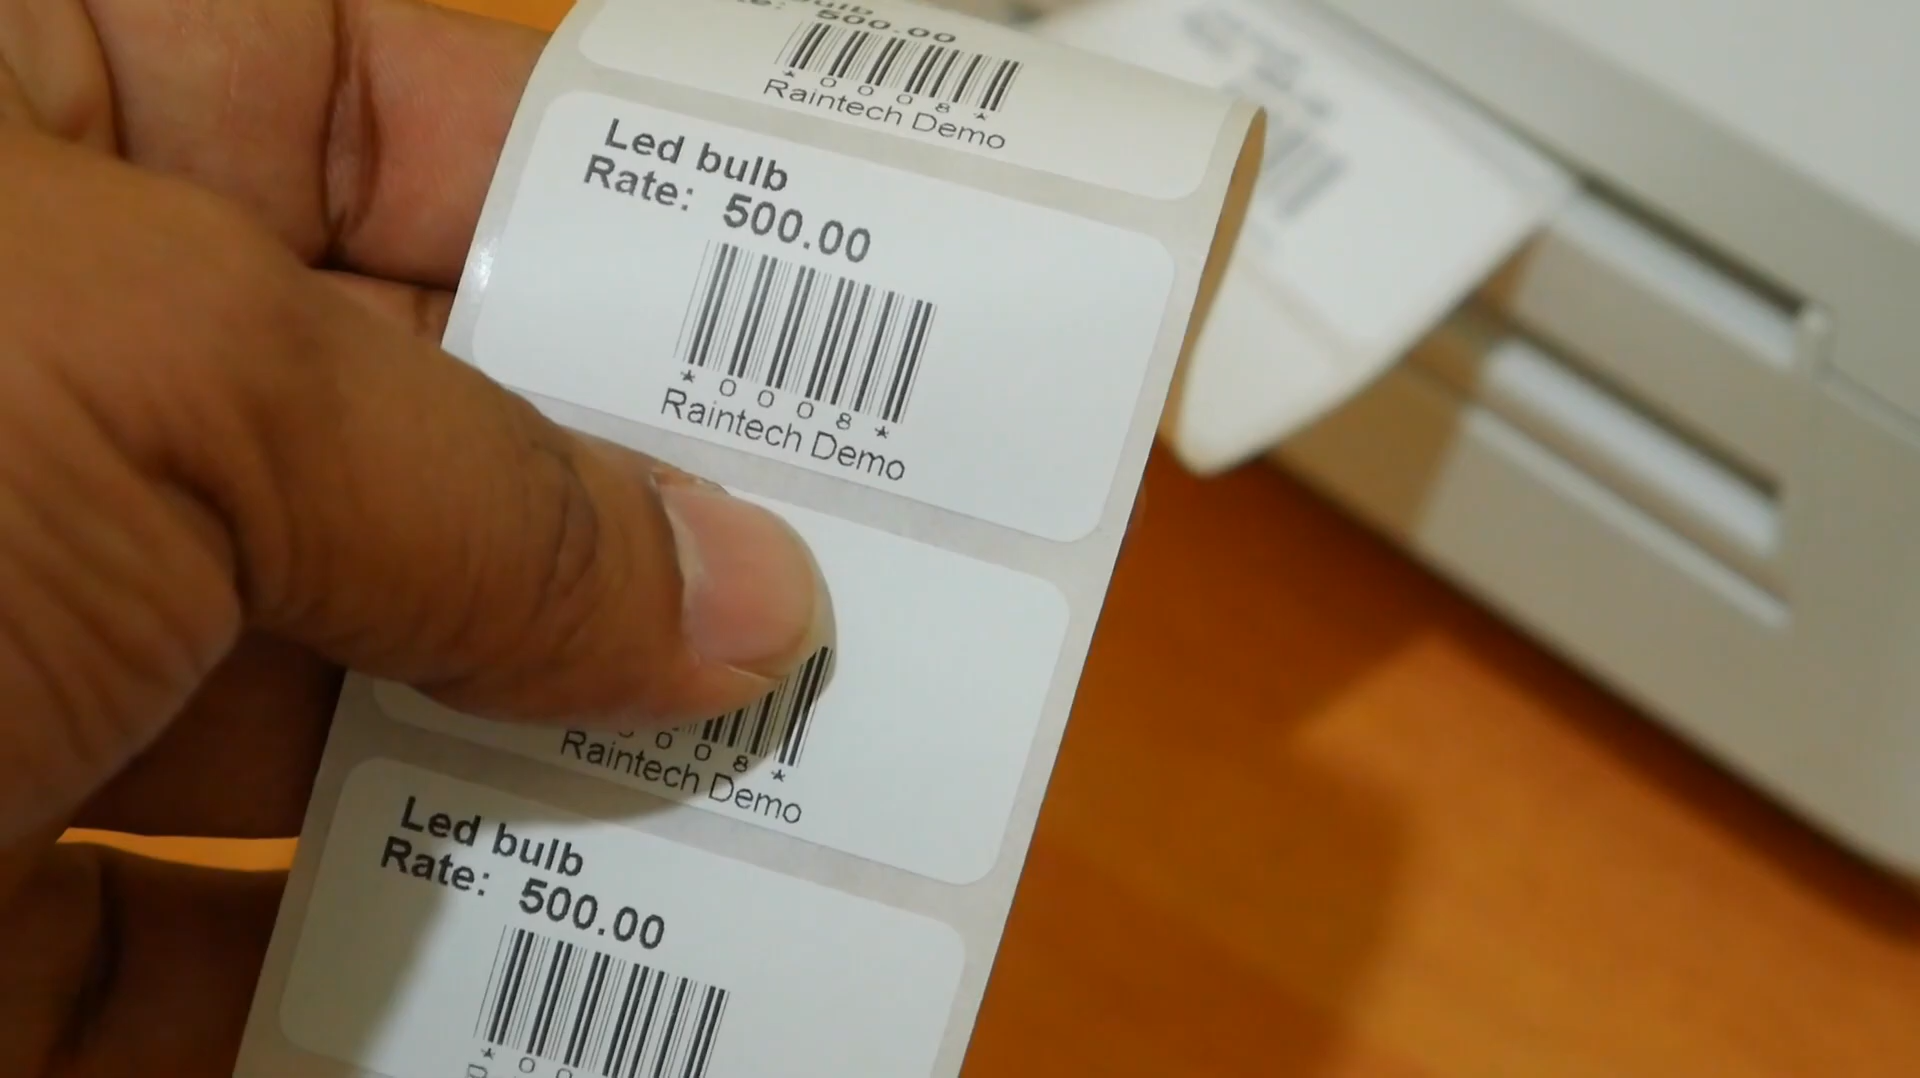 500.00
*0008*
Raintech Demo
Led bulb
Rate: 500.00
*0008*
Raintech Demo
008*
Raintech Demo
Led bulb
Rate: 500.00